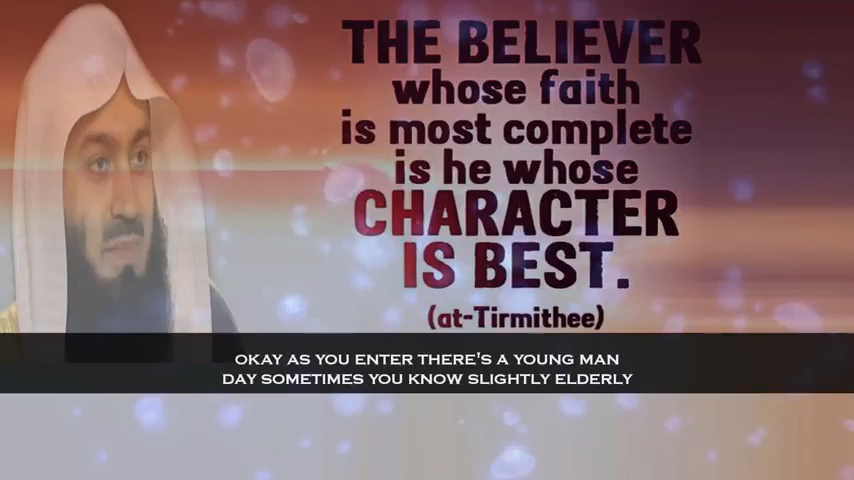 THE BELIEVER
whose faith
is most complete
is he whose
CHARACTER
IS BEST.
(at-Tirmithee)
OKAY AS YOU ENTER THERE'S A YOUNG MAN
DAY SOMETIMES YOU KNOW SLIGHTLY ELDERLY